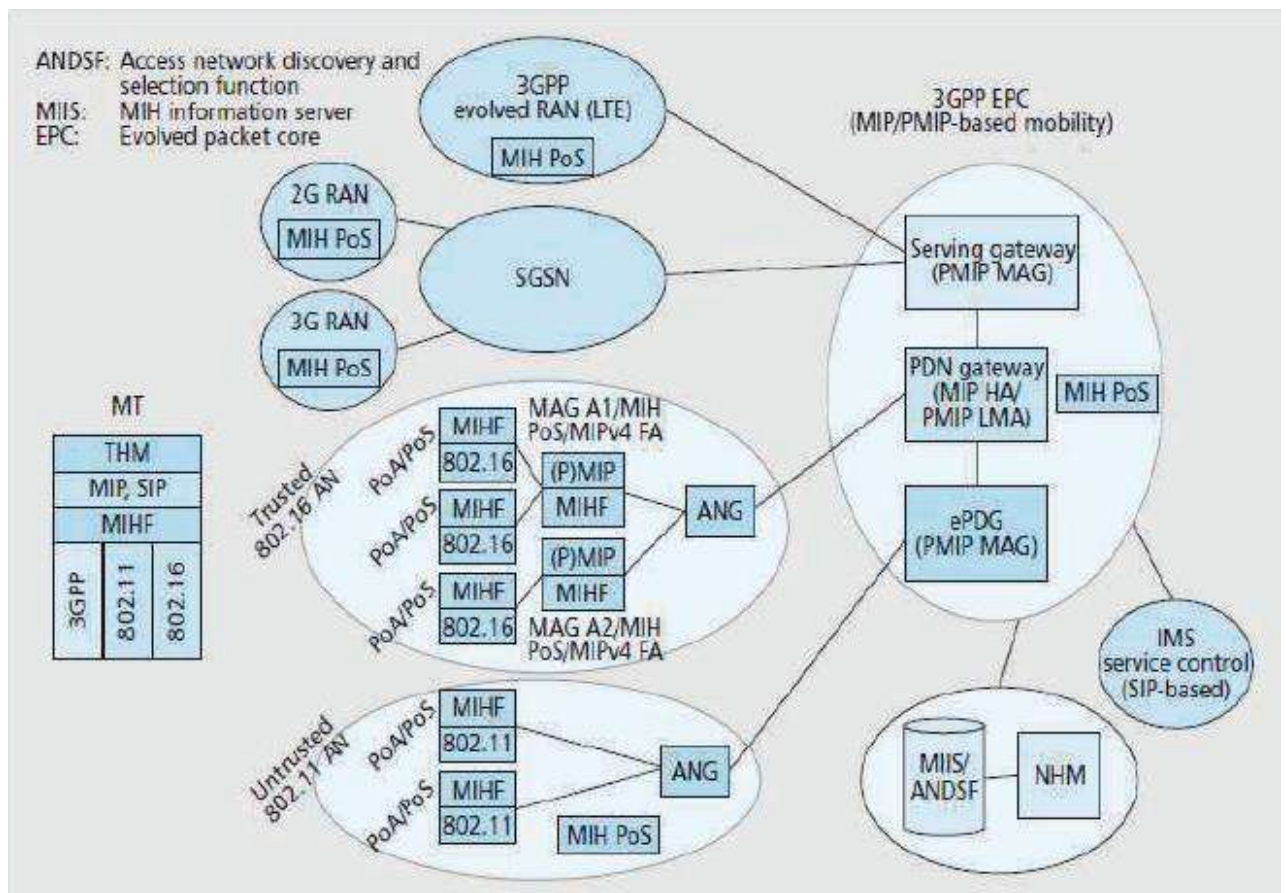 ANDSF: Access network discovery and
selection function
MIIS: MIH information server
EPC: Evolved packet core
3GPP
evolved RAN (LTE)
MIH PoS
3GPP EPC
(MIP/PMIP-based mobility)
2G RAN
MIH PoS
SGSN
3G RAN
MIH PoS
Serving gateway
(PMIP MAG)
PDN gateway
(MIP HA/
PMIP LMA)
MIH PoS
ePDG
(PMIP MAG)
MT
THM
MIP, SIP
MIHF
3GPP
802.11
802.16
Trusted
802.16 AN
PoA/PoS
MIHF
802.16
PoA/PoS
MIHF
802.16
PoA/PoS
MIHF
802.16
MAG A1/MIH
PoS/MIPv4 FA
(P)MIP
MIHF
(P)MIP
MIHF
MAG A2/MIH
PoS/MIPv4 FA
ANG
Untrusted
802.11 AN
PoA/PoS
MIHF
802.11
PoA/PoS
MIHF
802.11
MIH PoS
ANG
IMS
service control
(SIP-based)
MIIS/
ANDSF
NHM